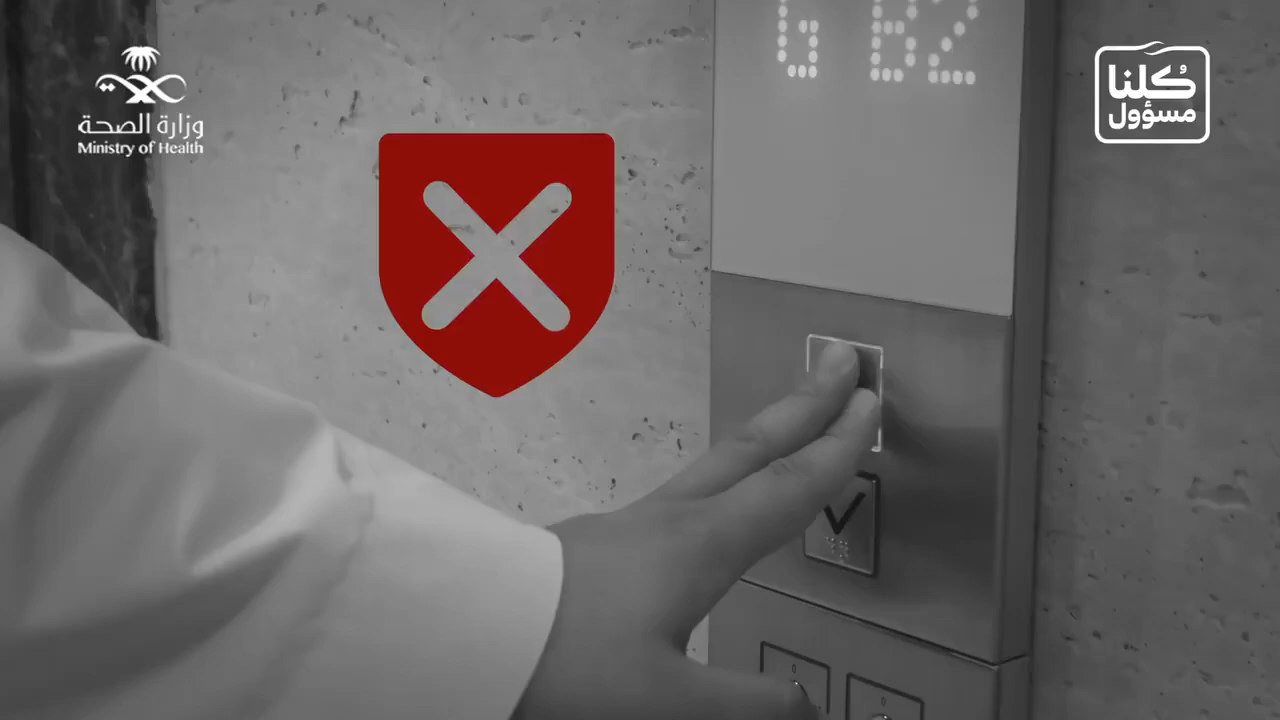 وزارة الصحة
Ministry of Health
كُلنا
مسؤول
G B2